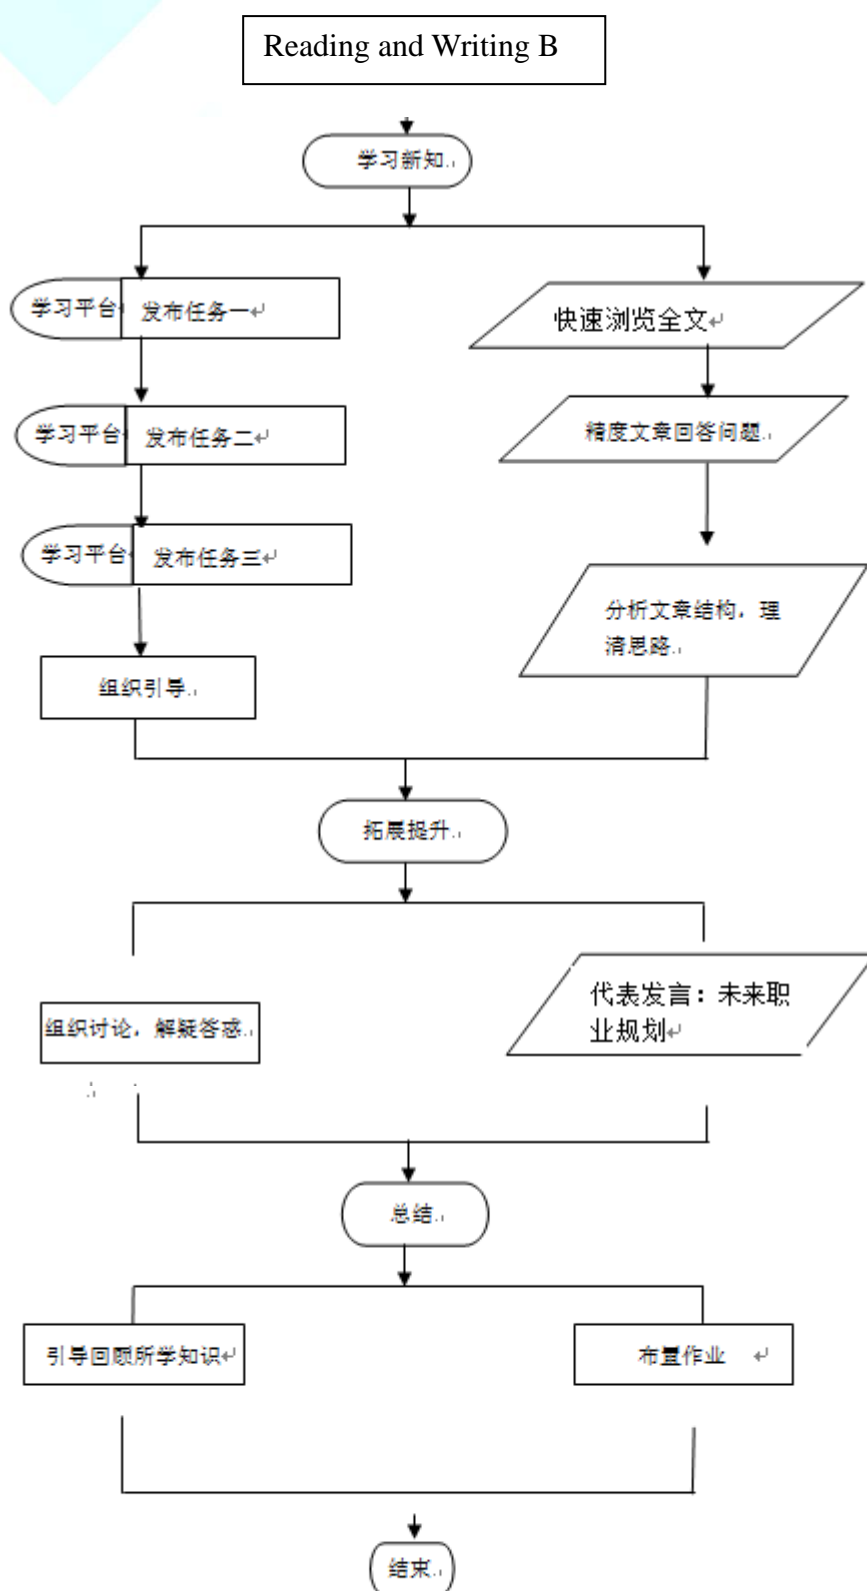 Reading and Writing B
学习新知
学习平台 发布任务一
快速浏览全文
学习平台 发布任务二
精度文章回答问题
学习平台 发布任务三
分析文章结构，理
清思路
组织引导
拓展提升
代表发言：未来职
业规划
组织讨论，解疑答惑
总结
引导回顾所学知识
布置作业
结束